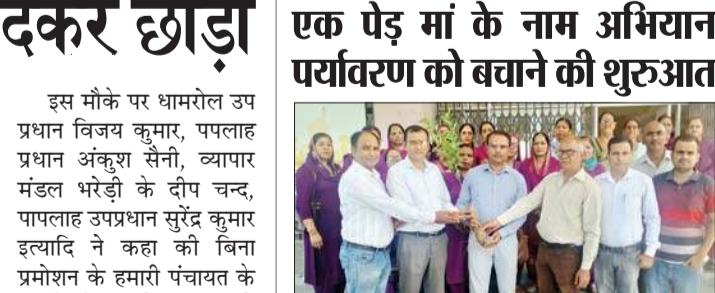 दकर छोड़ा
इस मौके पर धामरोल उप
प्रधान विजय कुमार, पपलाह
प्रधान अंकुश सैनी, व्यापार
मंडल भरेड़ी के दीप चन्द,
पापलाह उपप्रधान सुरेंद्र कुमार
इत्यादि ने कहा की बिना
प्रमोशन के हमारी पंचायत के
एक पेड़ मां के नाम अभियान
पर्यावरण को बचाने की शुरुआत